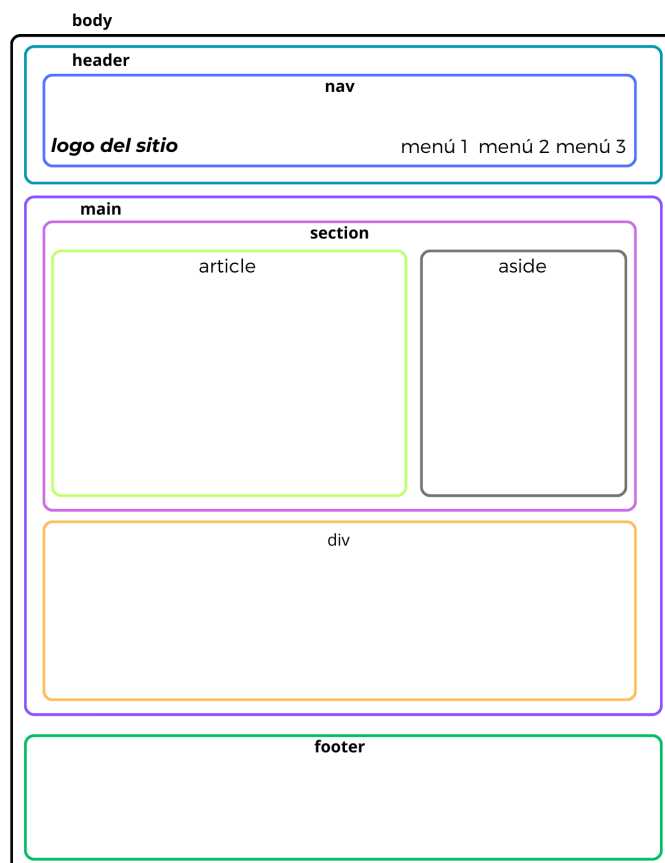 body
header
nav
logo del sitio menú 1 menú 2 menú 3
main
section
article aside
div
footer